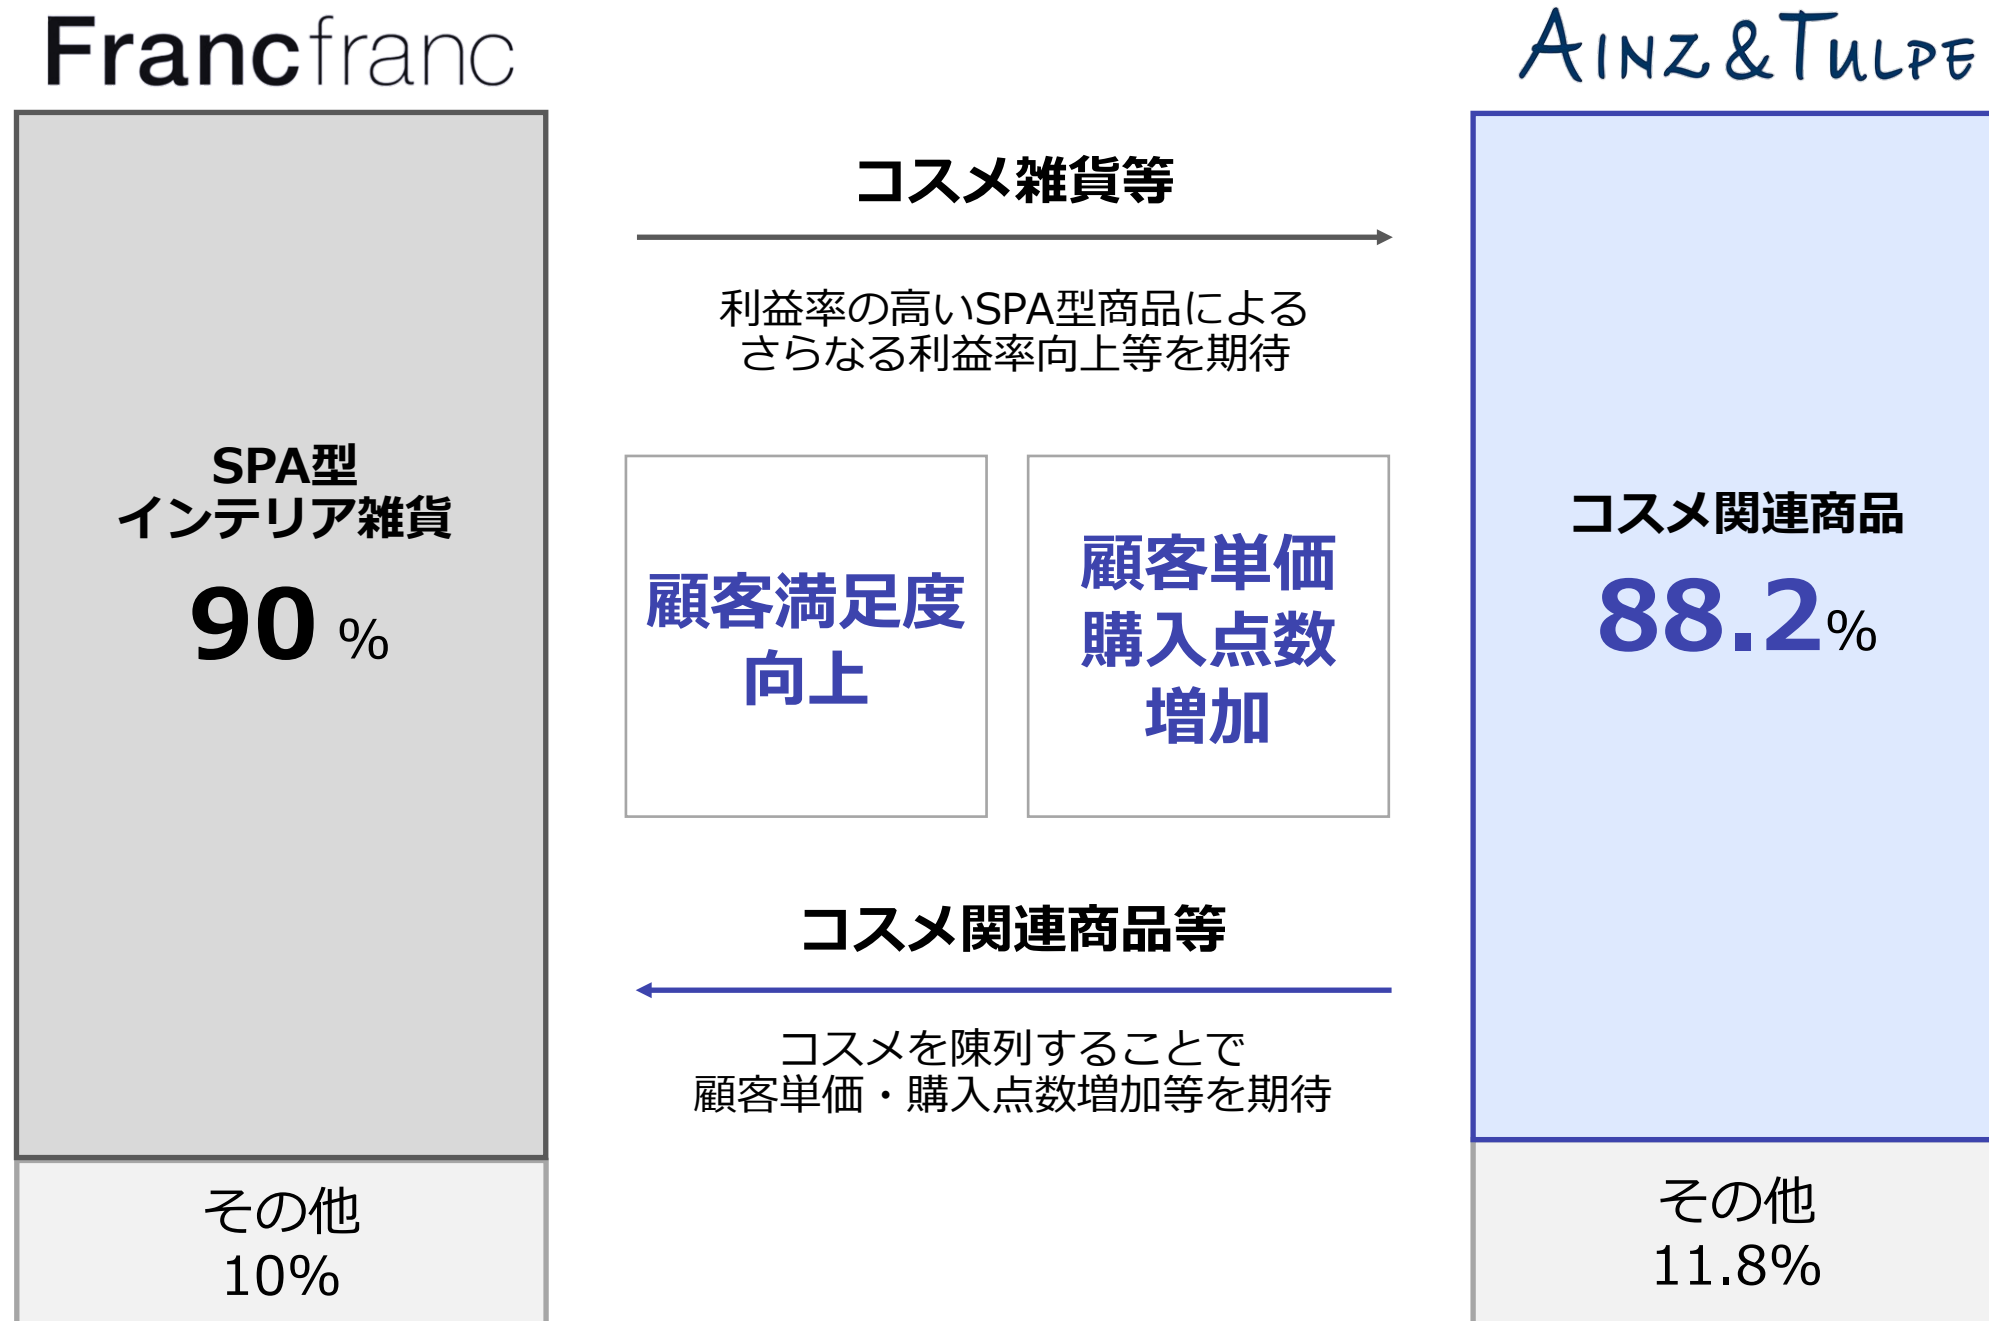 Francfranc
SPA型
インテリア雑貨
90 %
その他
10%
コスメ雑貨等
利益率の高いSPA型商品による
さらなる利益率向上等を期待
顧客満足度
向上
顧客単価
購入点数
増加
コスメ関連商品等
コスメを陳列することで
顧客単価・購入点数増加等を期待
AINZ & TULPE
コスメ関連商品
88.2%
その他
11.8%